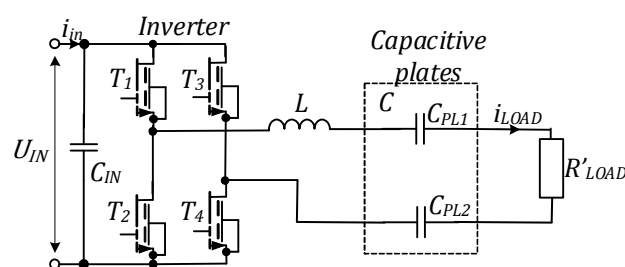 Inverter
i_in
Capacitive
plates
T_1
T_3
L
C
C_PL1
i_LOAD
U_IN
C_IN
R'_LOAD
T_2
T_4
C_PL2